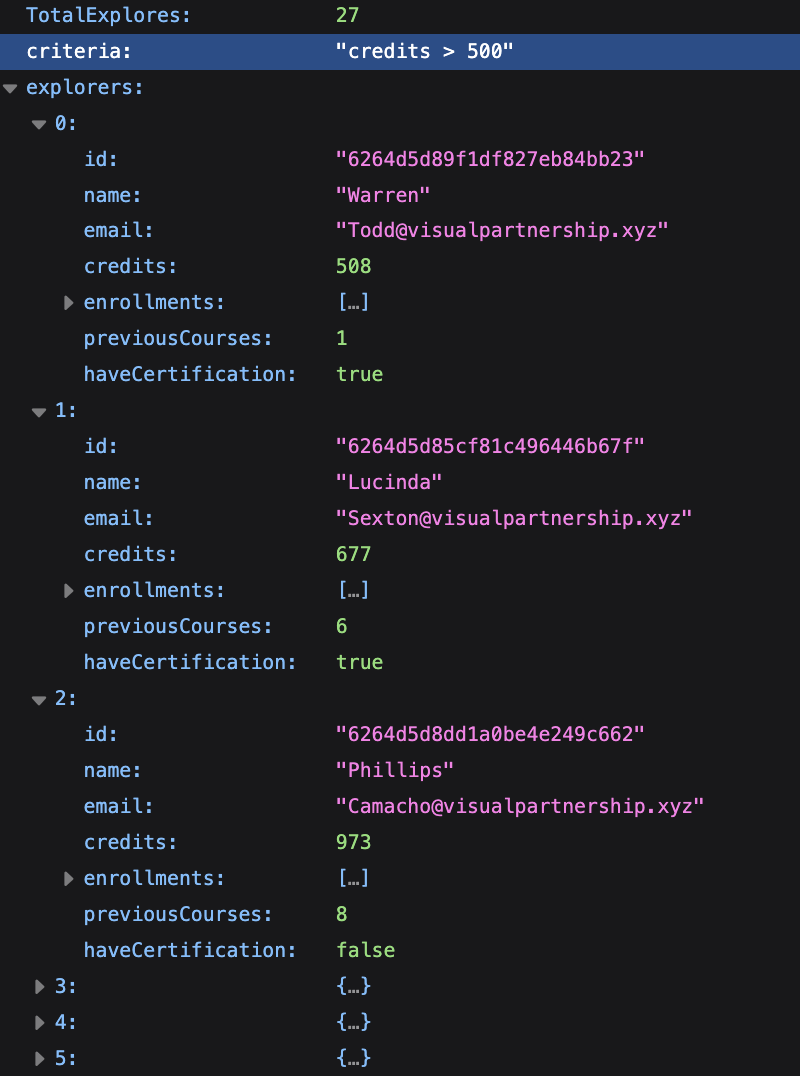 TotalExplores: 27
criteria: "credits > 500"
explorers:
0:
id: "6264d5d89f1df827eb84bb23"
name: "Warren"
email: "Todd@visualpartnership.xyz"
credits: 508
enrollments: […]
previousCourses: 1
haveCertification: true
1:
id: "6264d5d85cf81c496446b67f"
name: "Lucinda"
email: "Sexton@visualpartnership.xyz"
credits: 677
enrollments: […]
previousCourses: 6
haveCertification: true
2:
id: "6264d5d8dd1a0be4e249c662"
name: "Phillips"
email: "Camacho@visualpartnership.xyz"
credits: 973
enrollments: […]
previousCourses: 8
haveCertification: false
3: {…}
4: {…}
5: {…}